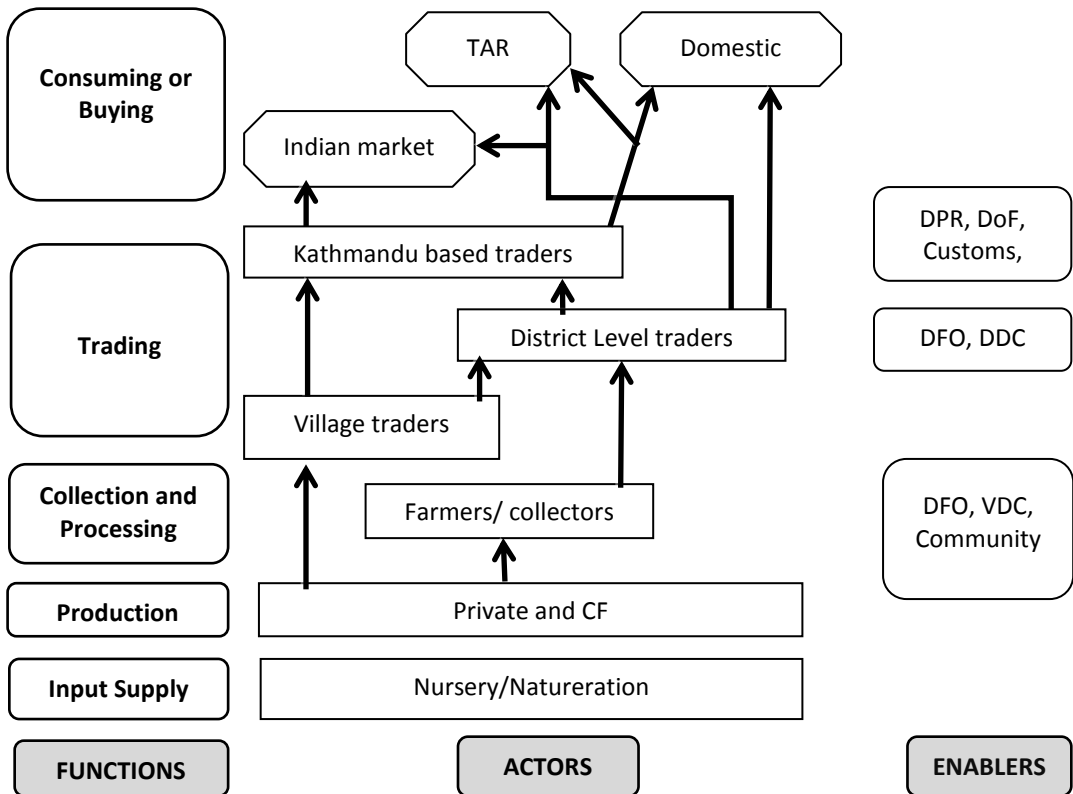 TAR
Domestic
Consuming or
Buying
Indian market
DPR, DoF,
Customs,
Kathmandu based traders
Trading
District Level traders
DFO, DDC
Village traders
Collection and
Processing
Farmers/ collectors
DFO, VDC,
Community
Production
Private and CF
Input Supply
Nursery/Natureration
FUNCTIONS
ACTORS
ENABLERS